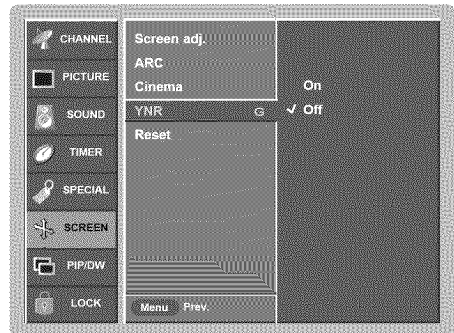 CHANNEL
PICTURE
SOUND
TIMER
SPECIAL
SCREEN
PIP/DW
LOCK
Screen adj.
ARC
Cinema
YNR G
Reset
Menu Prev.
On
✓ Off